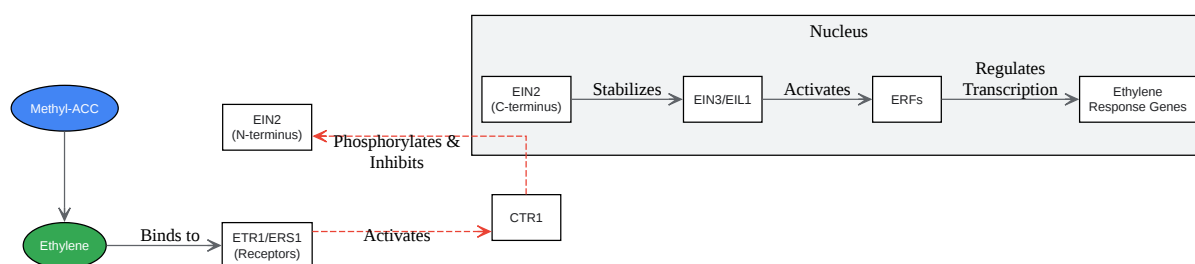 Nucleus
Regulates
Transcription
EIN2
(C-terminus)
Stabilizes
EIN3/EIL1
Activates
ERFs
Ethylene
Response Genes
Methyl-ACC
EIN2
(N-terminus)
Phosphorylates &
Inhibits
CTR1
Ethylene
Binds to
ETR1/ERS1
(Receptors)
Activates